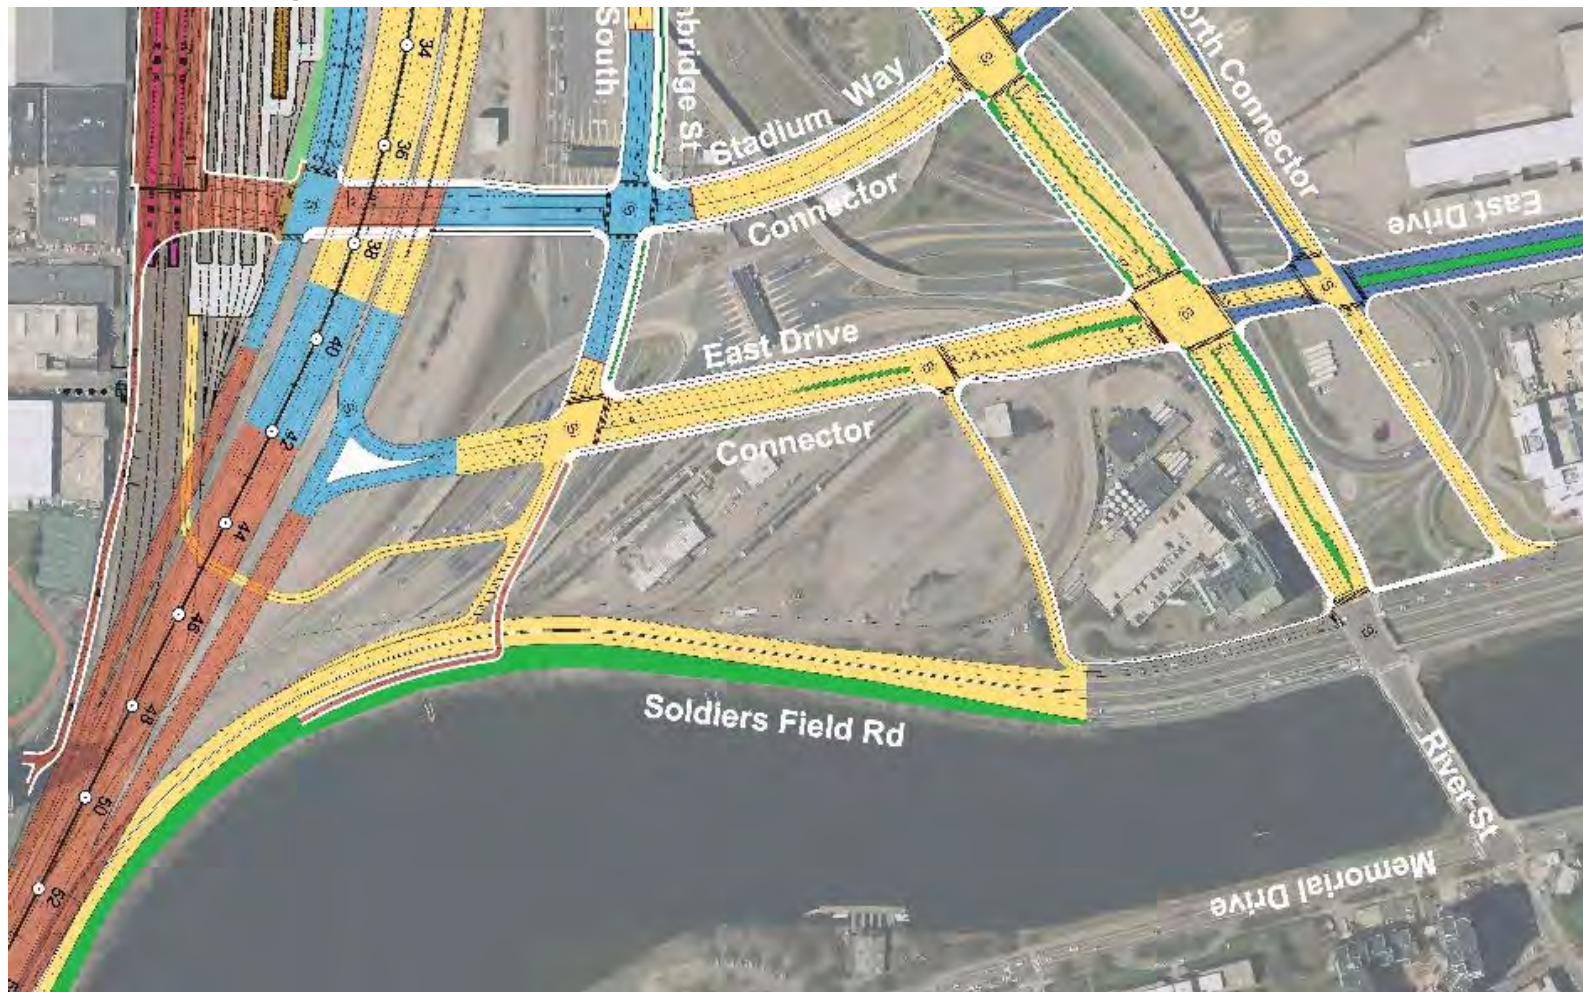 34
South
nbridge St
Stadium Way
orth Connector
36
Connector
East Drive
38
40
East Drive
42
Connector
44
46
48
Soldiers Field Rd
50
River St
52
Memorial Drive